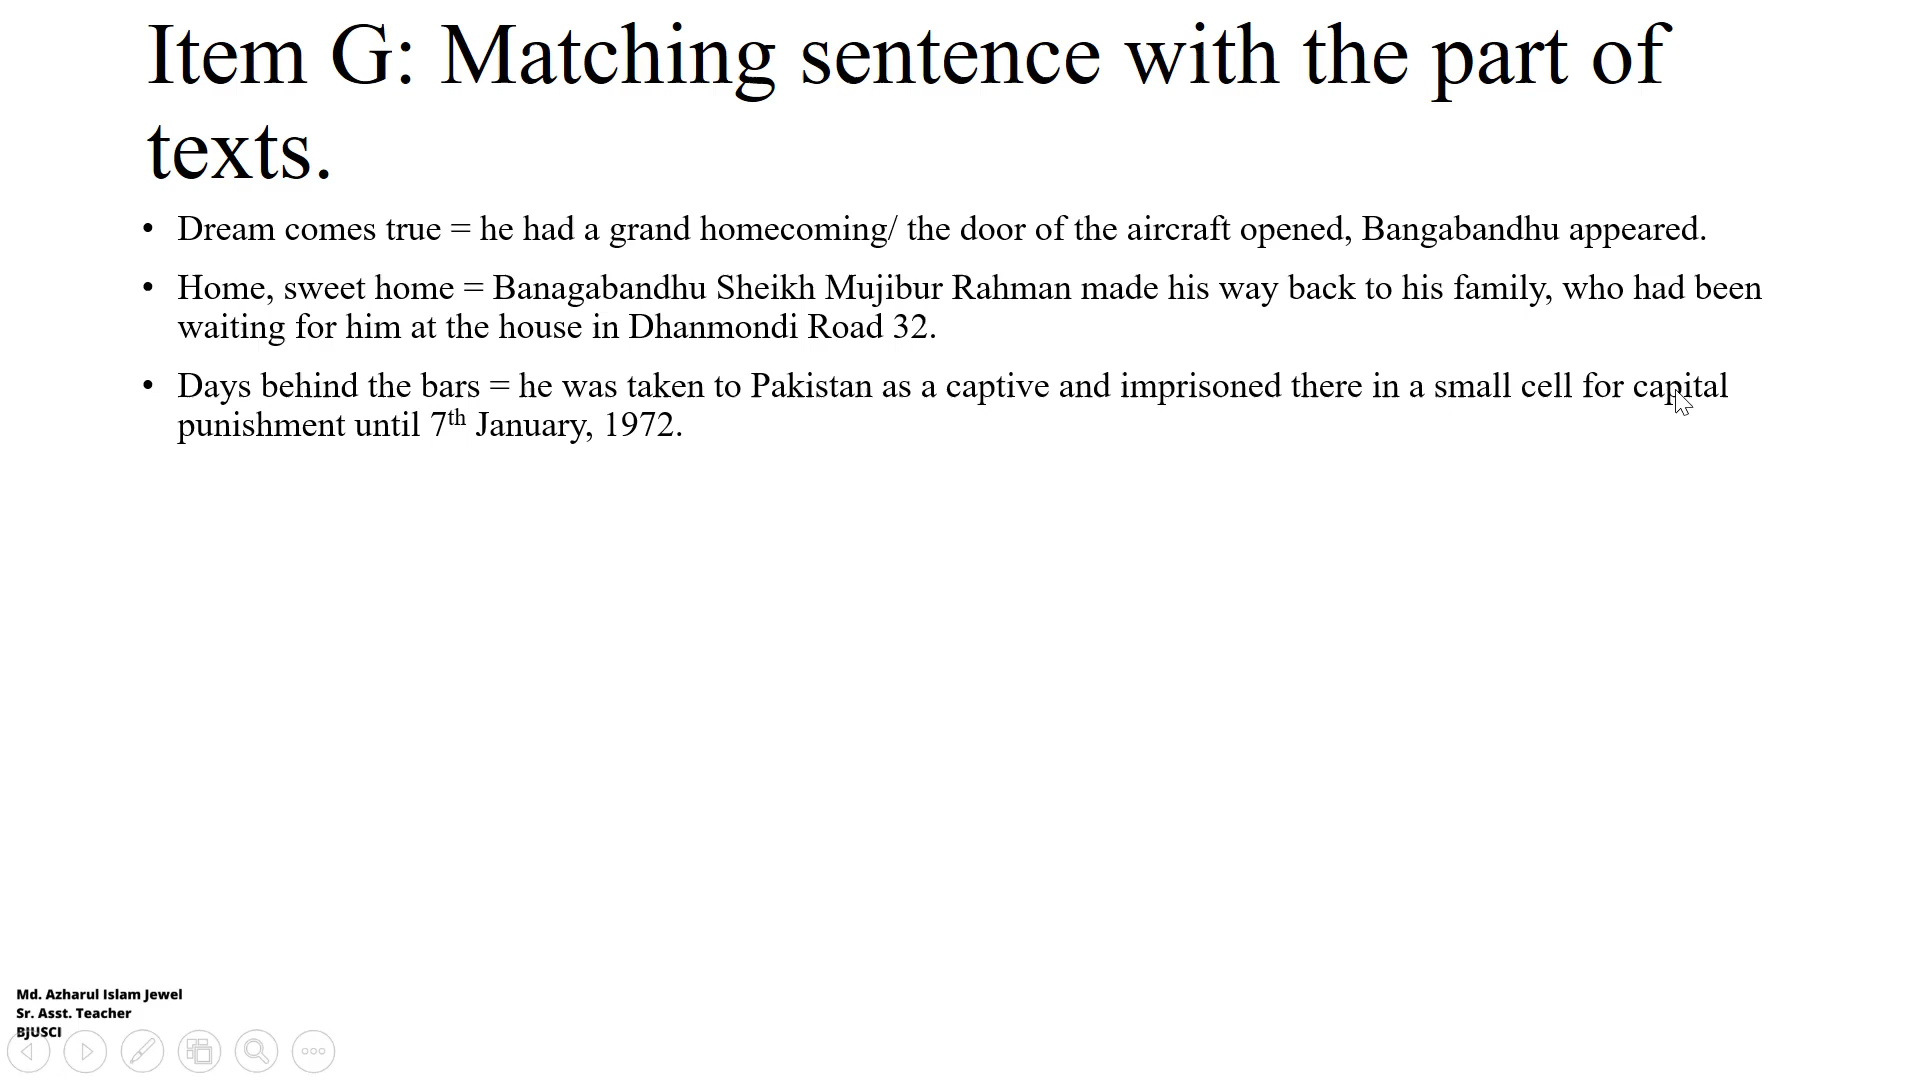 Item G: Matching sentence with the part of
texts.
• Dream comes true = he had a grand homecoming/ the door of the aircraft opened, Bangabandhu appeared.
• Home, sweet home = Banagabandhu Sheikh Mujibur Rahman made his way back to his family, who had been
waiting for him at the house in Dhanmondi Road 32.
• Days behind the bars = he was taken to Pakistan as a captive and imprisoned there in a small cell for capital
punishment until 7th January, 1972.
Md. Azharul Islam Jewel
Sr. Asst. Teacher
BJUSCI